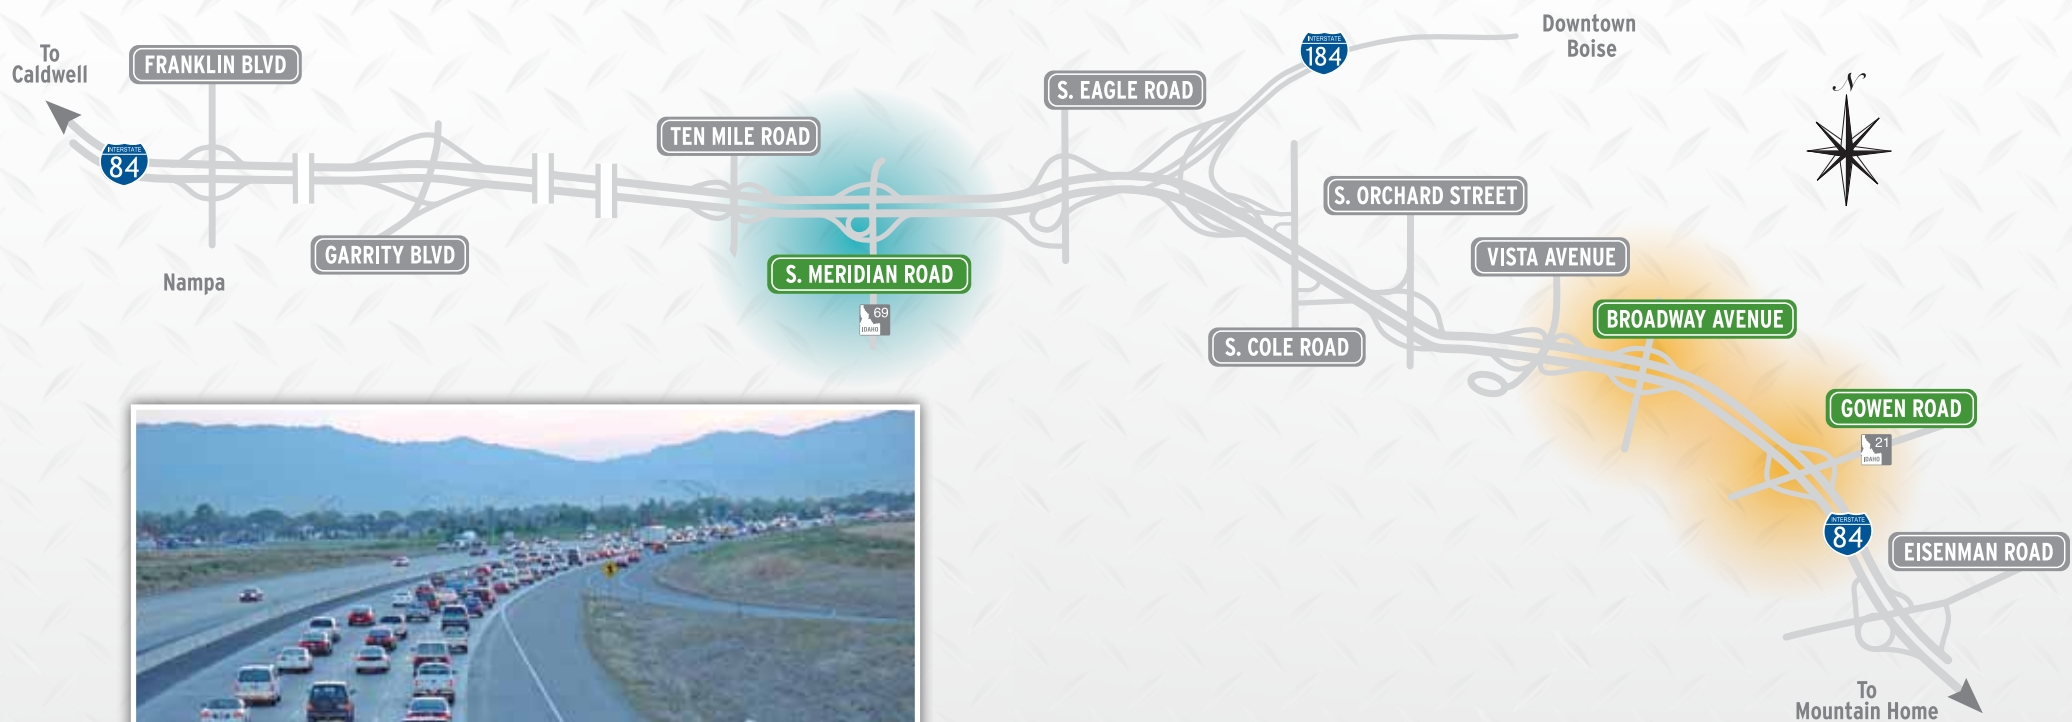 To
Caldwell
FRANKLIN BLVD
INTERSTATE
84
GARRITY BLVD
Nampa
TEN MILE ROAD
S. MERIDIAN ROAD
69
IDAHO
S. EAGLE ROAD
INTERSTATE
184
Downtown
Boise
N
S. ORCHARD STREET
S. COLE ROAD
VISTA AVENUE
BROADWAY AVENUE
GOWEN ROAD
21
IDAHO
INTERSTATE
84
EISENMAN ROAD
To
Mountain Home